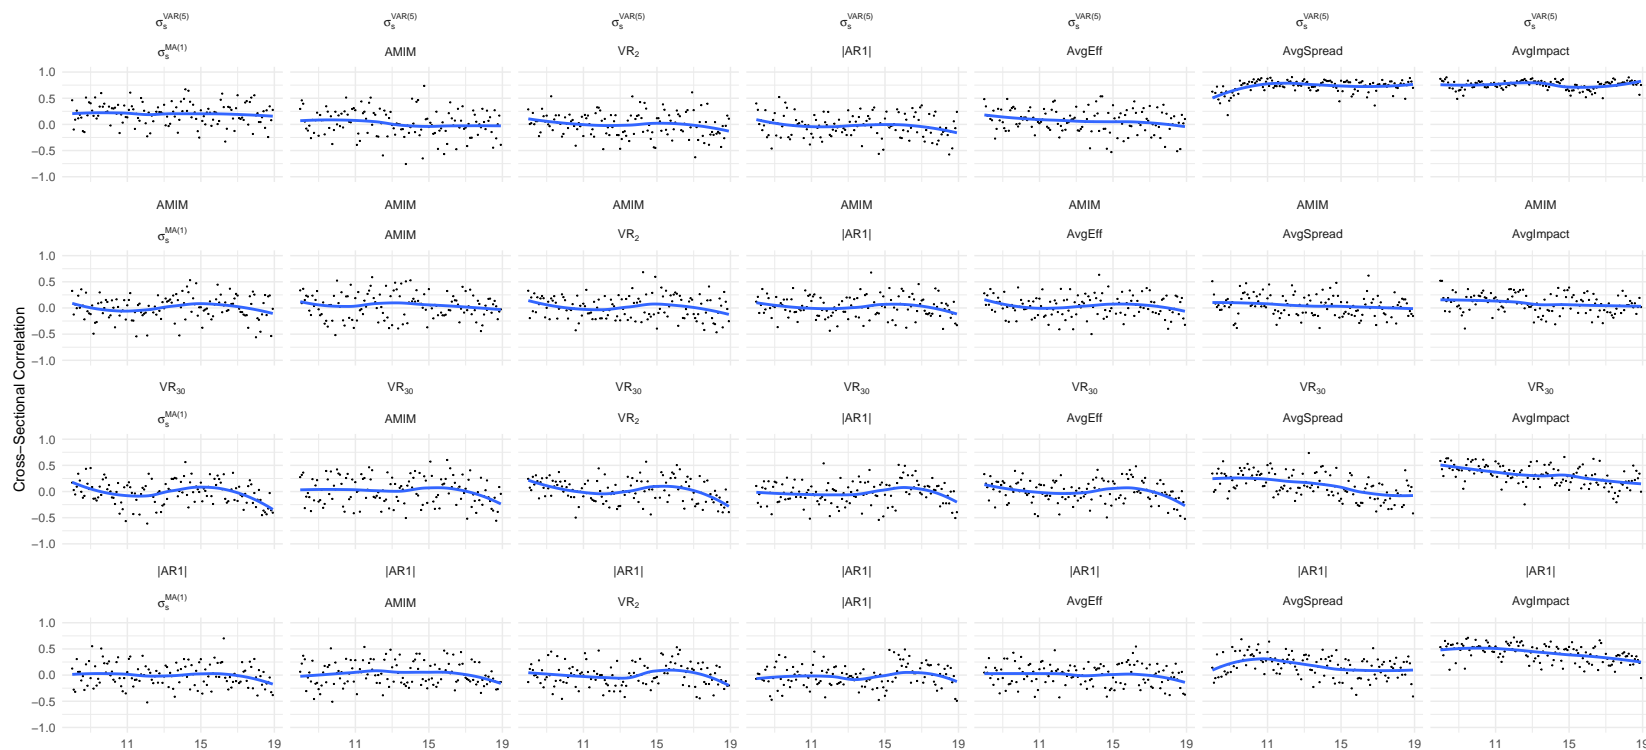 σₛ^VAR(5) σₛ^VAR(5) σₛ^VAR(5) σₛ^VAR(5) σₛ^VAR(5) σₛ^VAR(5) σₛ^VAR(5)
σₛ^MA(1) AMIM VR₂ |AR1| AvgEff AvgSpread AvgImpact
1.0
0.5
0.0
−0.5
−1.0
AMIM AMIM AMIM AMIM AMIM AMIM AMIM
σₛ^MA(1) AMIM VR₂ |AR1| AvgEff AvgSpread AvgImpact
1.0
0.5
0.0
−0.5
−1.0
Cross−Sectional Correlation
VR₃₀ VR₃₀ VR₃₀ VR₃₀ VR₃₀ VR₃₀ VR₃₀
σₛ^MA(1) AMIM VR₂ |AR1| AvgEff AvgSpread AvgImpact
1.0
0.5
0.0
−0.5
−1.0
|AR1| |AR1| |AR1| |AR1| |AR1| |AR1| |AR1|
σₛ^MA(1) AMIM VR₂ |AR1| AvgEff AvgSpread AvgImpact
1.0
0.5
0.0
−0.5
−1.0
11 15 19 11 15 19 11 15 19 11 15 19 11 15 19 11 15 19 11 15 19